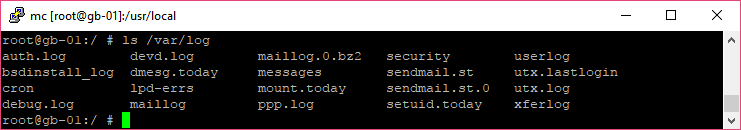 mc [root@gb-01]:/usr/local
root@gb-01:/ # ls /var/log
auth.log devd.log maillog.0.bz2 security userlog
bsdinstall_log dmesg.today messages sendmail.st utx.lastlogin
cron lpd-errs mount.today sendmail.st.0 utx.log
debug.log maillog ppp.log setuid.today xferlog
root@gb-01:/ #